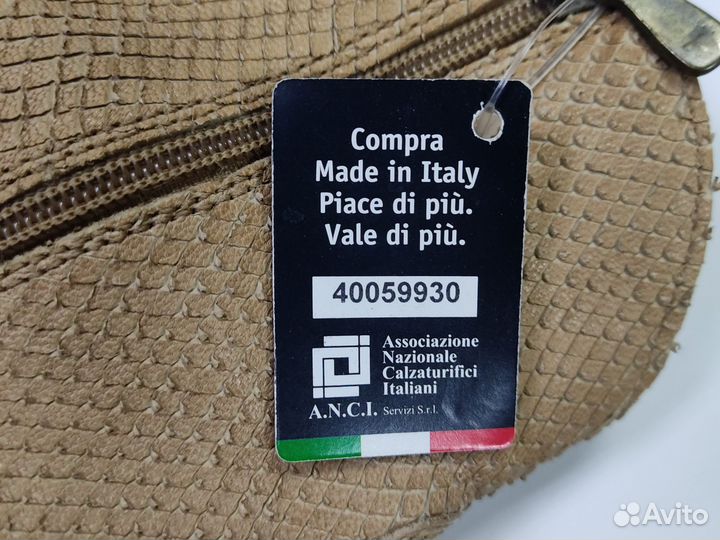 Compra
Made in Italy
Piace di più.
Vale di più.
40059930
Associazione
Nazionale
Calzaturifici
Italiani
A.N.C.I. Servizi S.r.l.
Avito